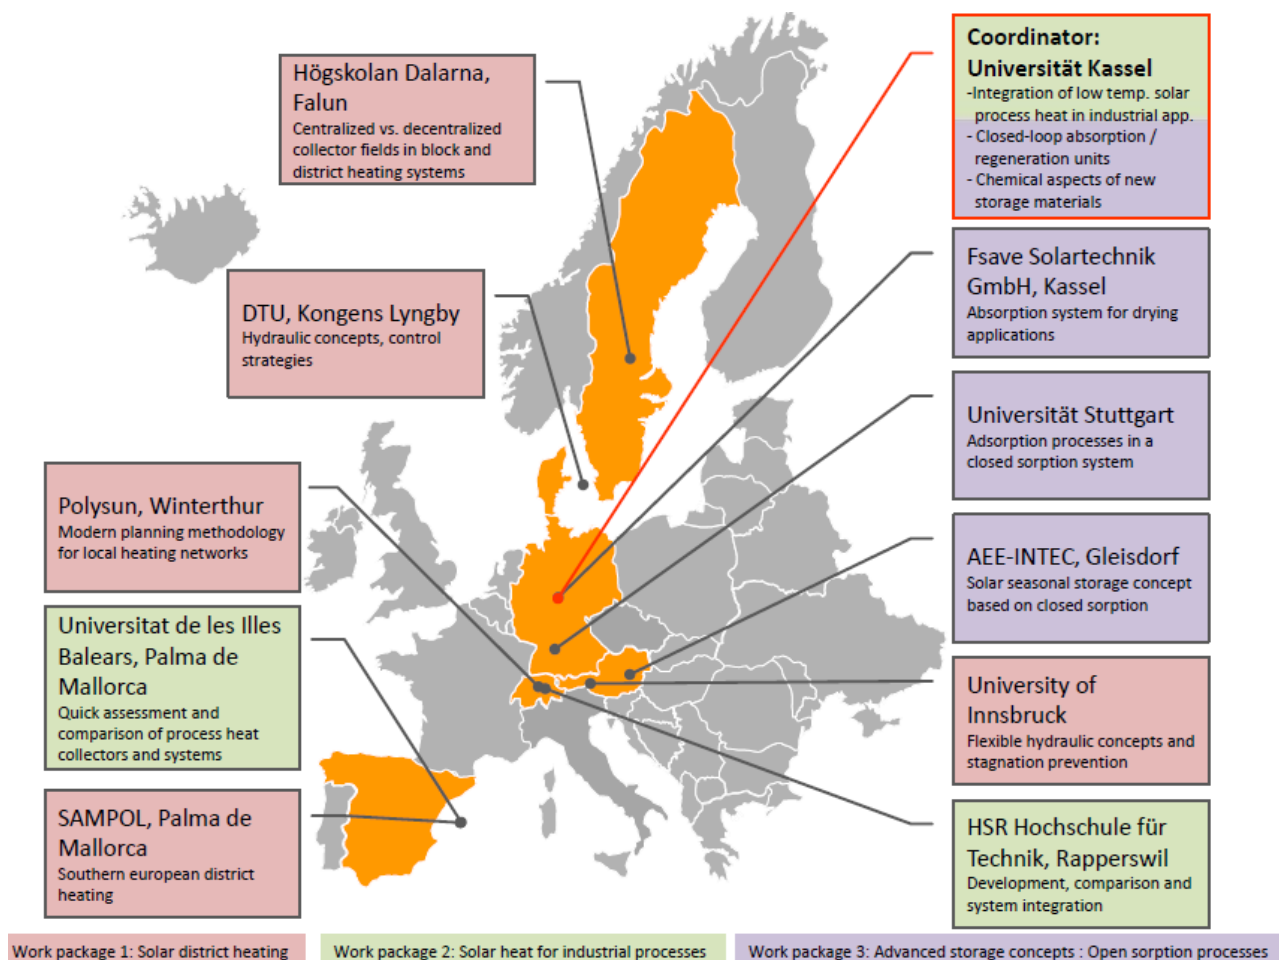 Högskolan Dalarna,
Falun
Centralized vs. decentralized
collector fields in block and
district heating systems
DTU, Kongens Lyngby
Hydraulic concepts, control
strategies
Polysun, Winterthur
Modern planning methodology
for local heating networks
Universitat de les Illes
Balears, Palma de
Mallorca
Quick assessment and
comparison of process heat
collectors and systems
SAMPOL, Palma de
Mallorca
Southern european district
heating
Coordinator:
Universität Kassel
-Integration of low temp. solar
process heat in industrial app.
- Closed-loop absorption /
regeneration units
- Chemical aspects of new
storage materials
Fsave Solartechnik
GmbH, Kassel
Absorption system for drying
applications
Universität Stuttgart
Adsorption processes in a
closed sorption system
AEE-INTEC, Gleisdorf
Solar seasonal storage concept
based on closed sorption
University of
Innsbruck
Flexible hydraulic concepts and
stagnation prevention
HSR Hochschule für
Technik, Rapperswil
Development, comparison and
system integration
Work package 1: Solar district heating
Work package 2: Solar heat for industrial processes
Work package 3: Advanced storage concepts : Open sorption processes